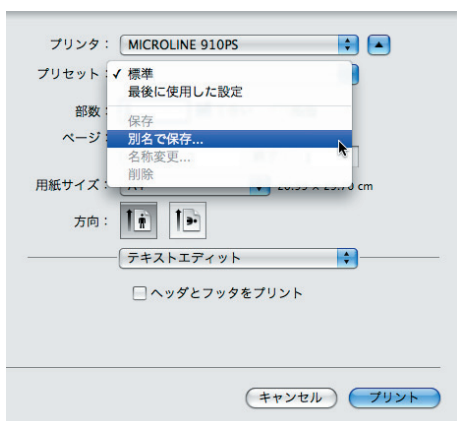 プリンタ： MICROLINE 910PS
プリセット： ✓ 標準
最後に使用した設定
部数：
保存
ページ：
別名で保存...
名称変更...
削除
用紙サイズ： cm
方向：
テキストエディット
ヘッダとフッタをプリント
キャンセル プリント